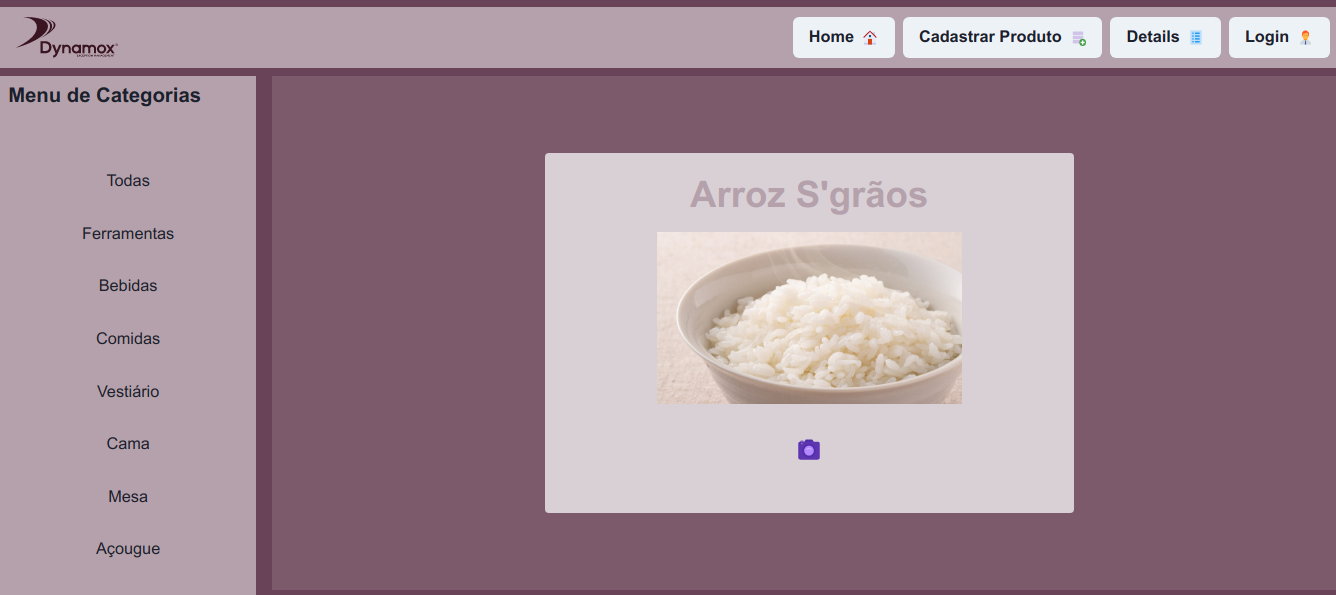 Dynamox
Home
Cadastrar Produto
Details
Login
Menu de Categorias
Todas
Ferramentas
Bebidas
Comidas
Vestiário
Cama
Mesa
Açougue
Arroz S'grãos